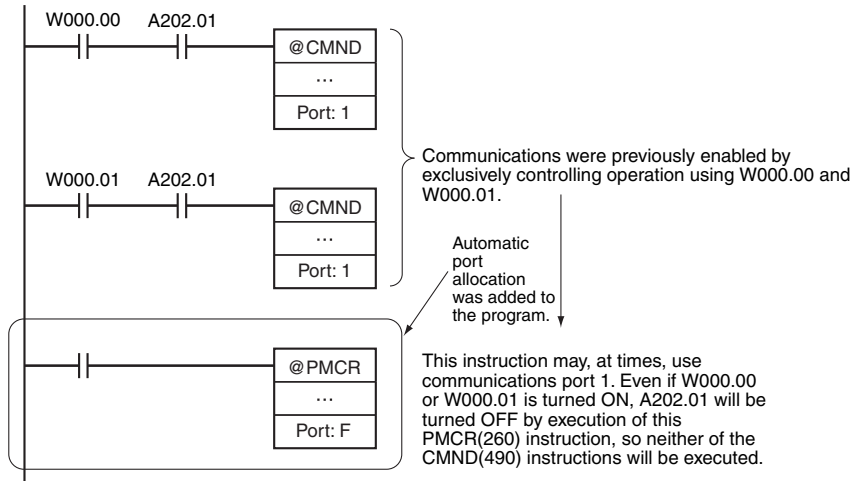 W000.00 A202.01
@CMND
...
Port: 1
W000.01 A202.01
@CMND
...
Port: 1
Communications were previously enabled by
exclusively controlling operation using W000.00 and
W000.01.
Automatic
port
allocation
was added to
the program.
@PMCR
...
Port: F
This instruction may, at times, use
communications port 1. Even if W000.00
or W000.01 is turned ON, A202.01 will be
turned OFF by execution of this
PMCR(260) instruction, so neither of the
CMND(490) instructions will be executed.